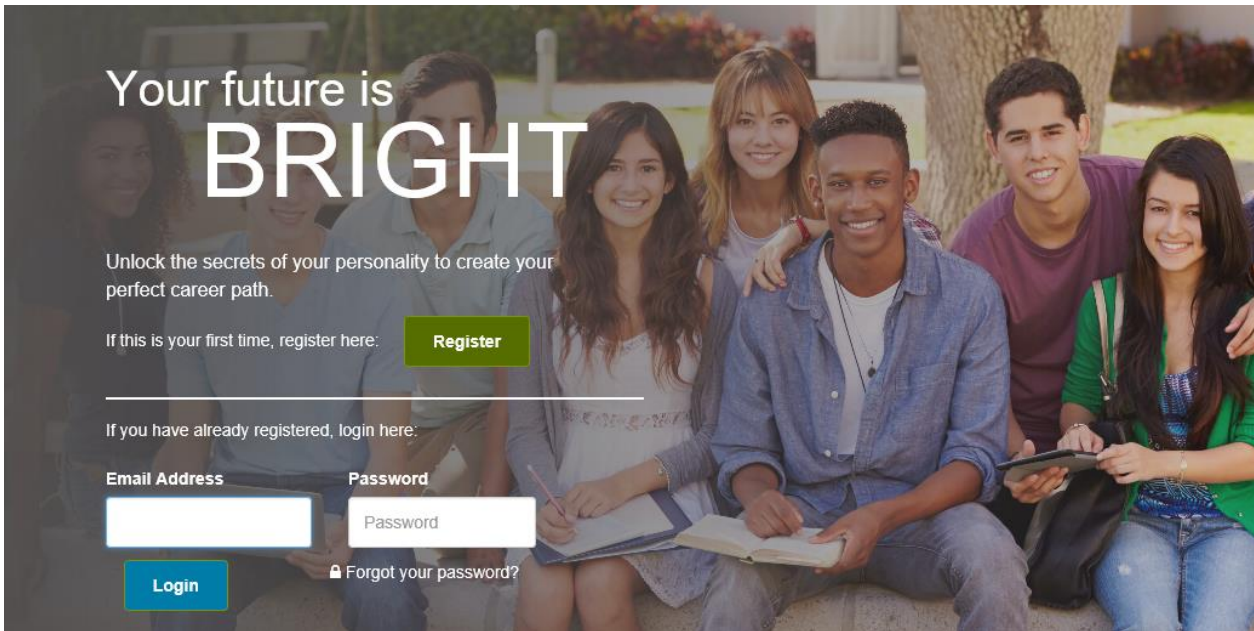 Your future is
BRIGHT
Unlock the secrets of your personality to create your
perfect career path.
If this is your first time, register here:
Register
If you have already registered, login here:
Email Address
Password
Password
Login
Forgot your password?